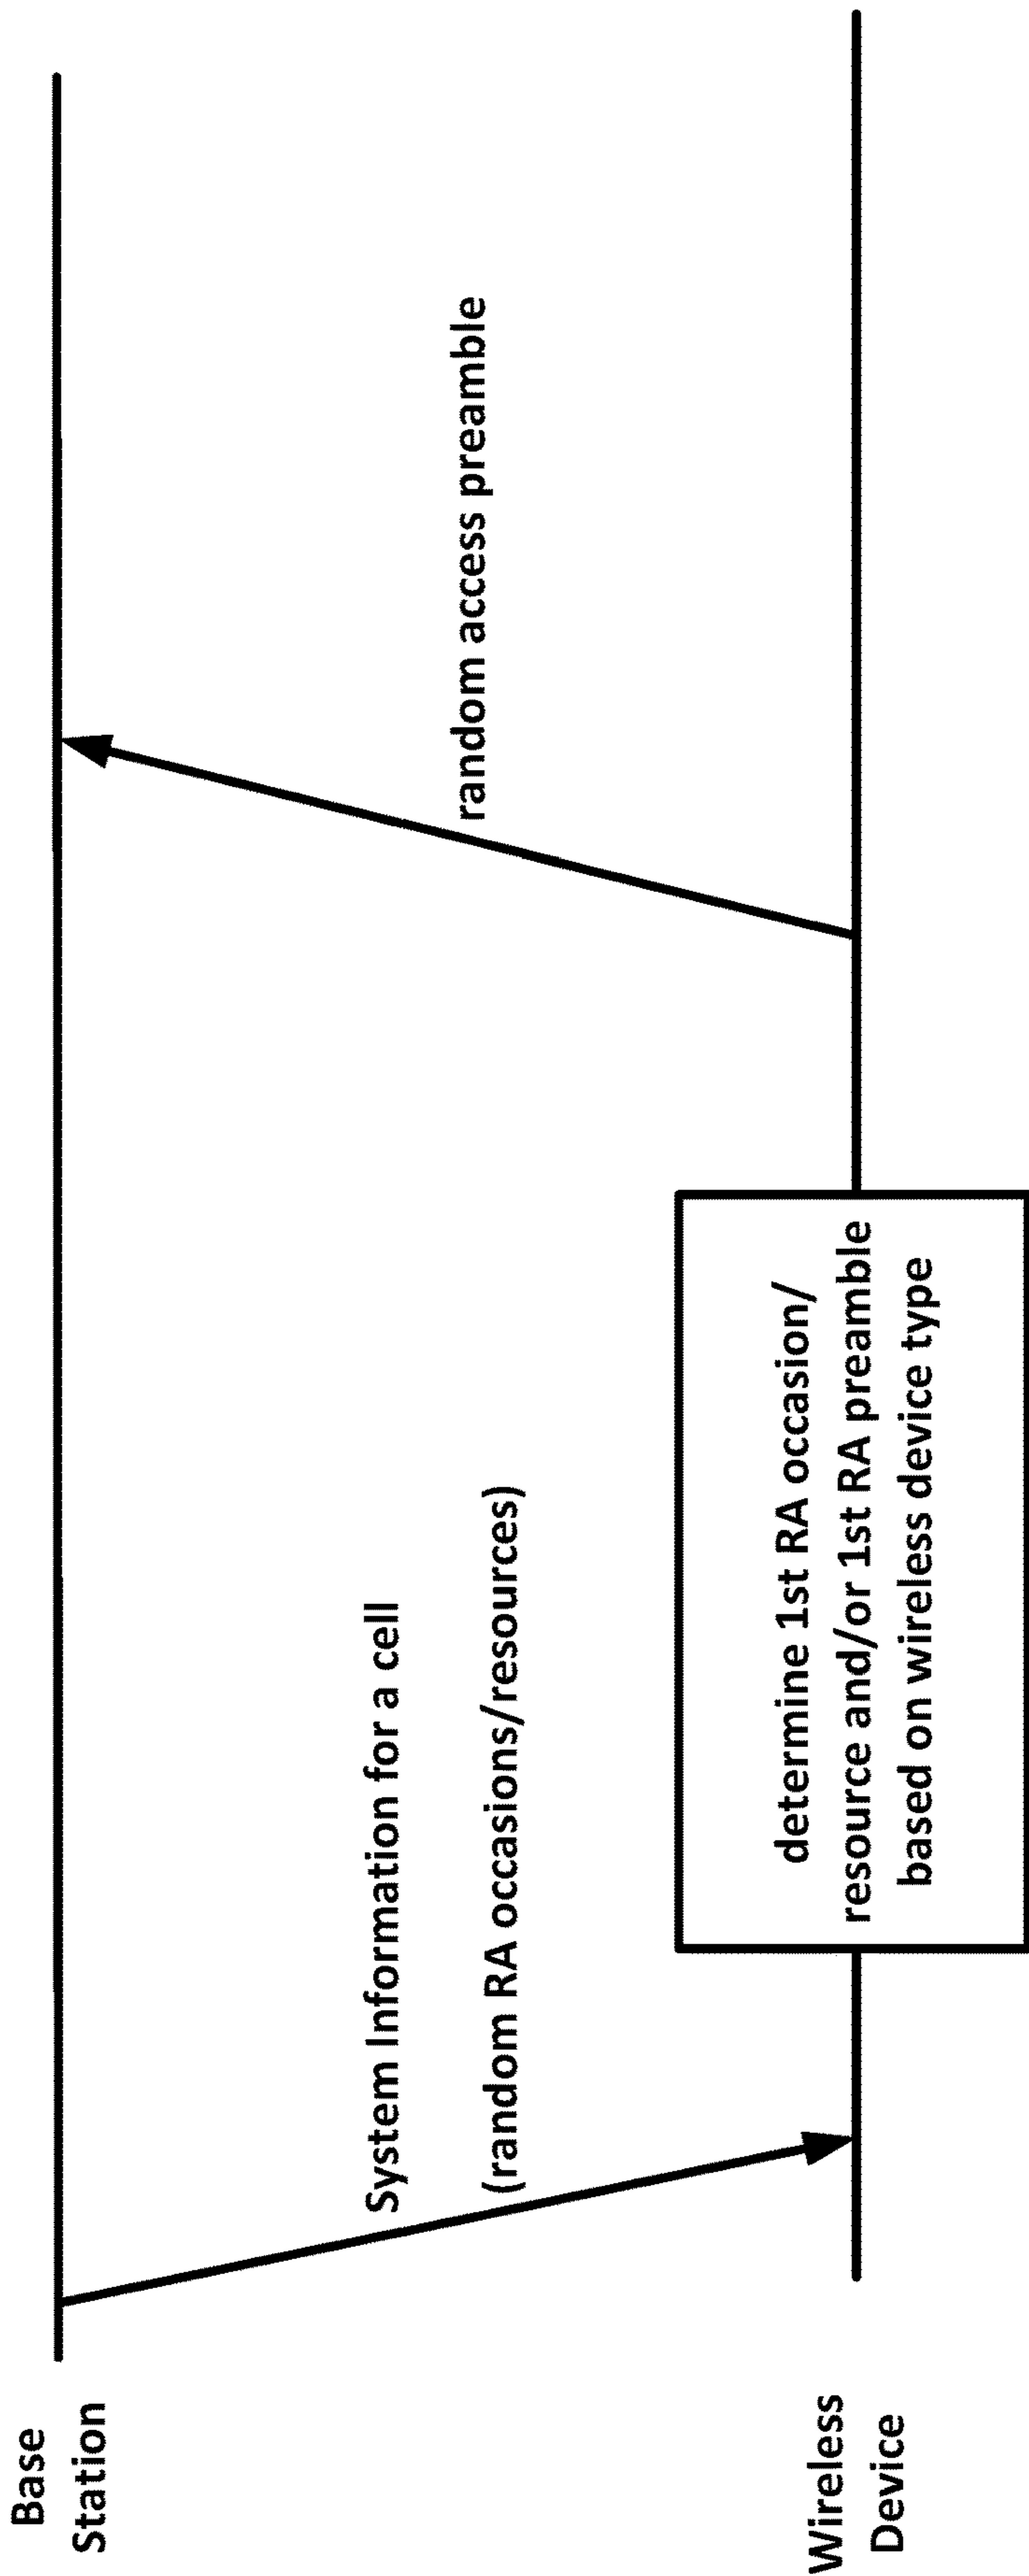 Base
Station
System Information for a cell
(random RA occasions/resources)
random access preamble
determine 1st RA occasion/
resource and/or 1st RA preamble
based on wireless device type
Wireless
Device